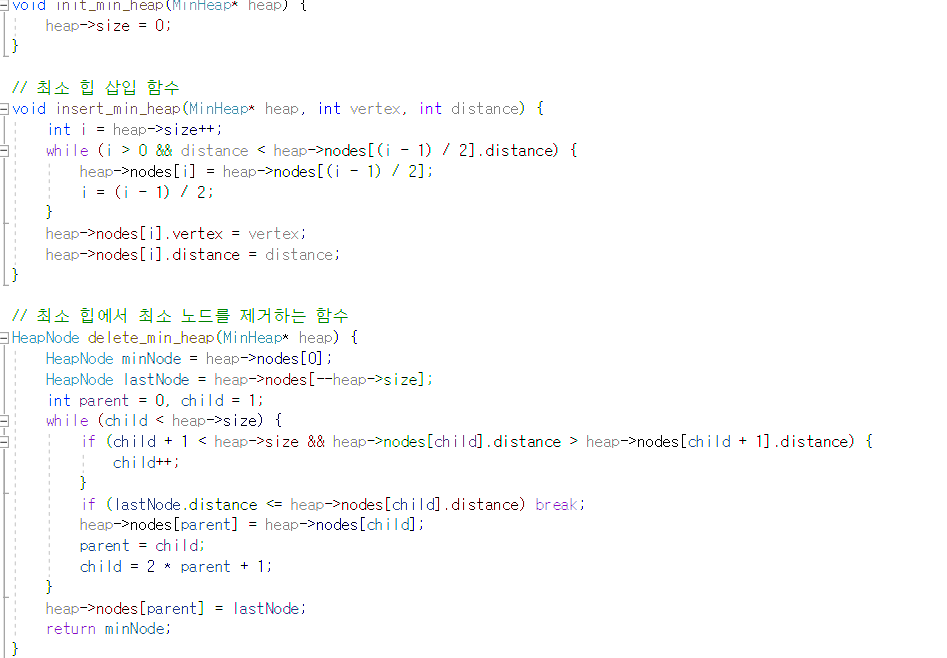 void init_min_heap(MinHeap* heap) {
    heap->size = 0;
}

// 최소 힙 삽입 함수
void insert_min_heap(MinHeap* heap, int vertex, int distance) {
    int i = heap->size++;
    while (i > 0 && distance < heap->nodes[(i - 1) / 2].distance) {
        heap->nodes[i] = heap->nodes[(i - 1) / 2];
        i = (i - 1) / 2;
    }
    heap->nodes[i].vertex = vertex;
    heap->nodes[i].distance = distance;
}

// 최소 힙에서 최소 노드를 제거하는 함수
HeapNode delete_min_heap(MinHeap* heap) {
    HeapNode minNode = heap->nodes[0];
    HeapNode lastNode = heap->nodes[--heap->size];
    int parent = 0, child = 1;
    while (child < heap->size) {
        if (child + 1 < heap->size && heap->nodes[child].distance > heap->nodes[child + 1].distance) {
            child++;
        }
        if (lastNode.distance <= heap->nodes[child].distance) break;
        heap->nodes[parent] = heap->nodes[child];
        parent = child;
        child = 2 * parent + 1;
    }
    heap->nodes[parent] = lastNode;
    return minNode;
}